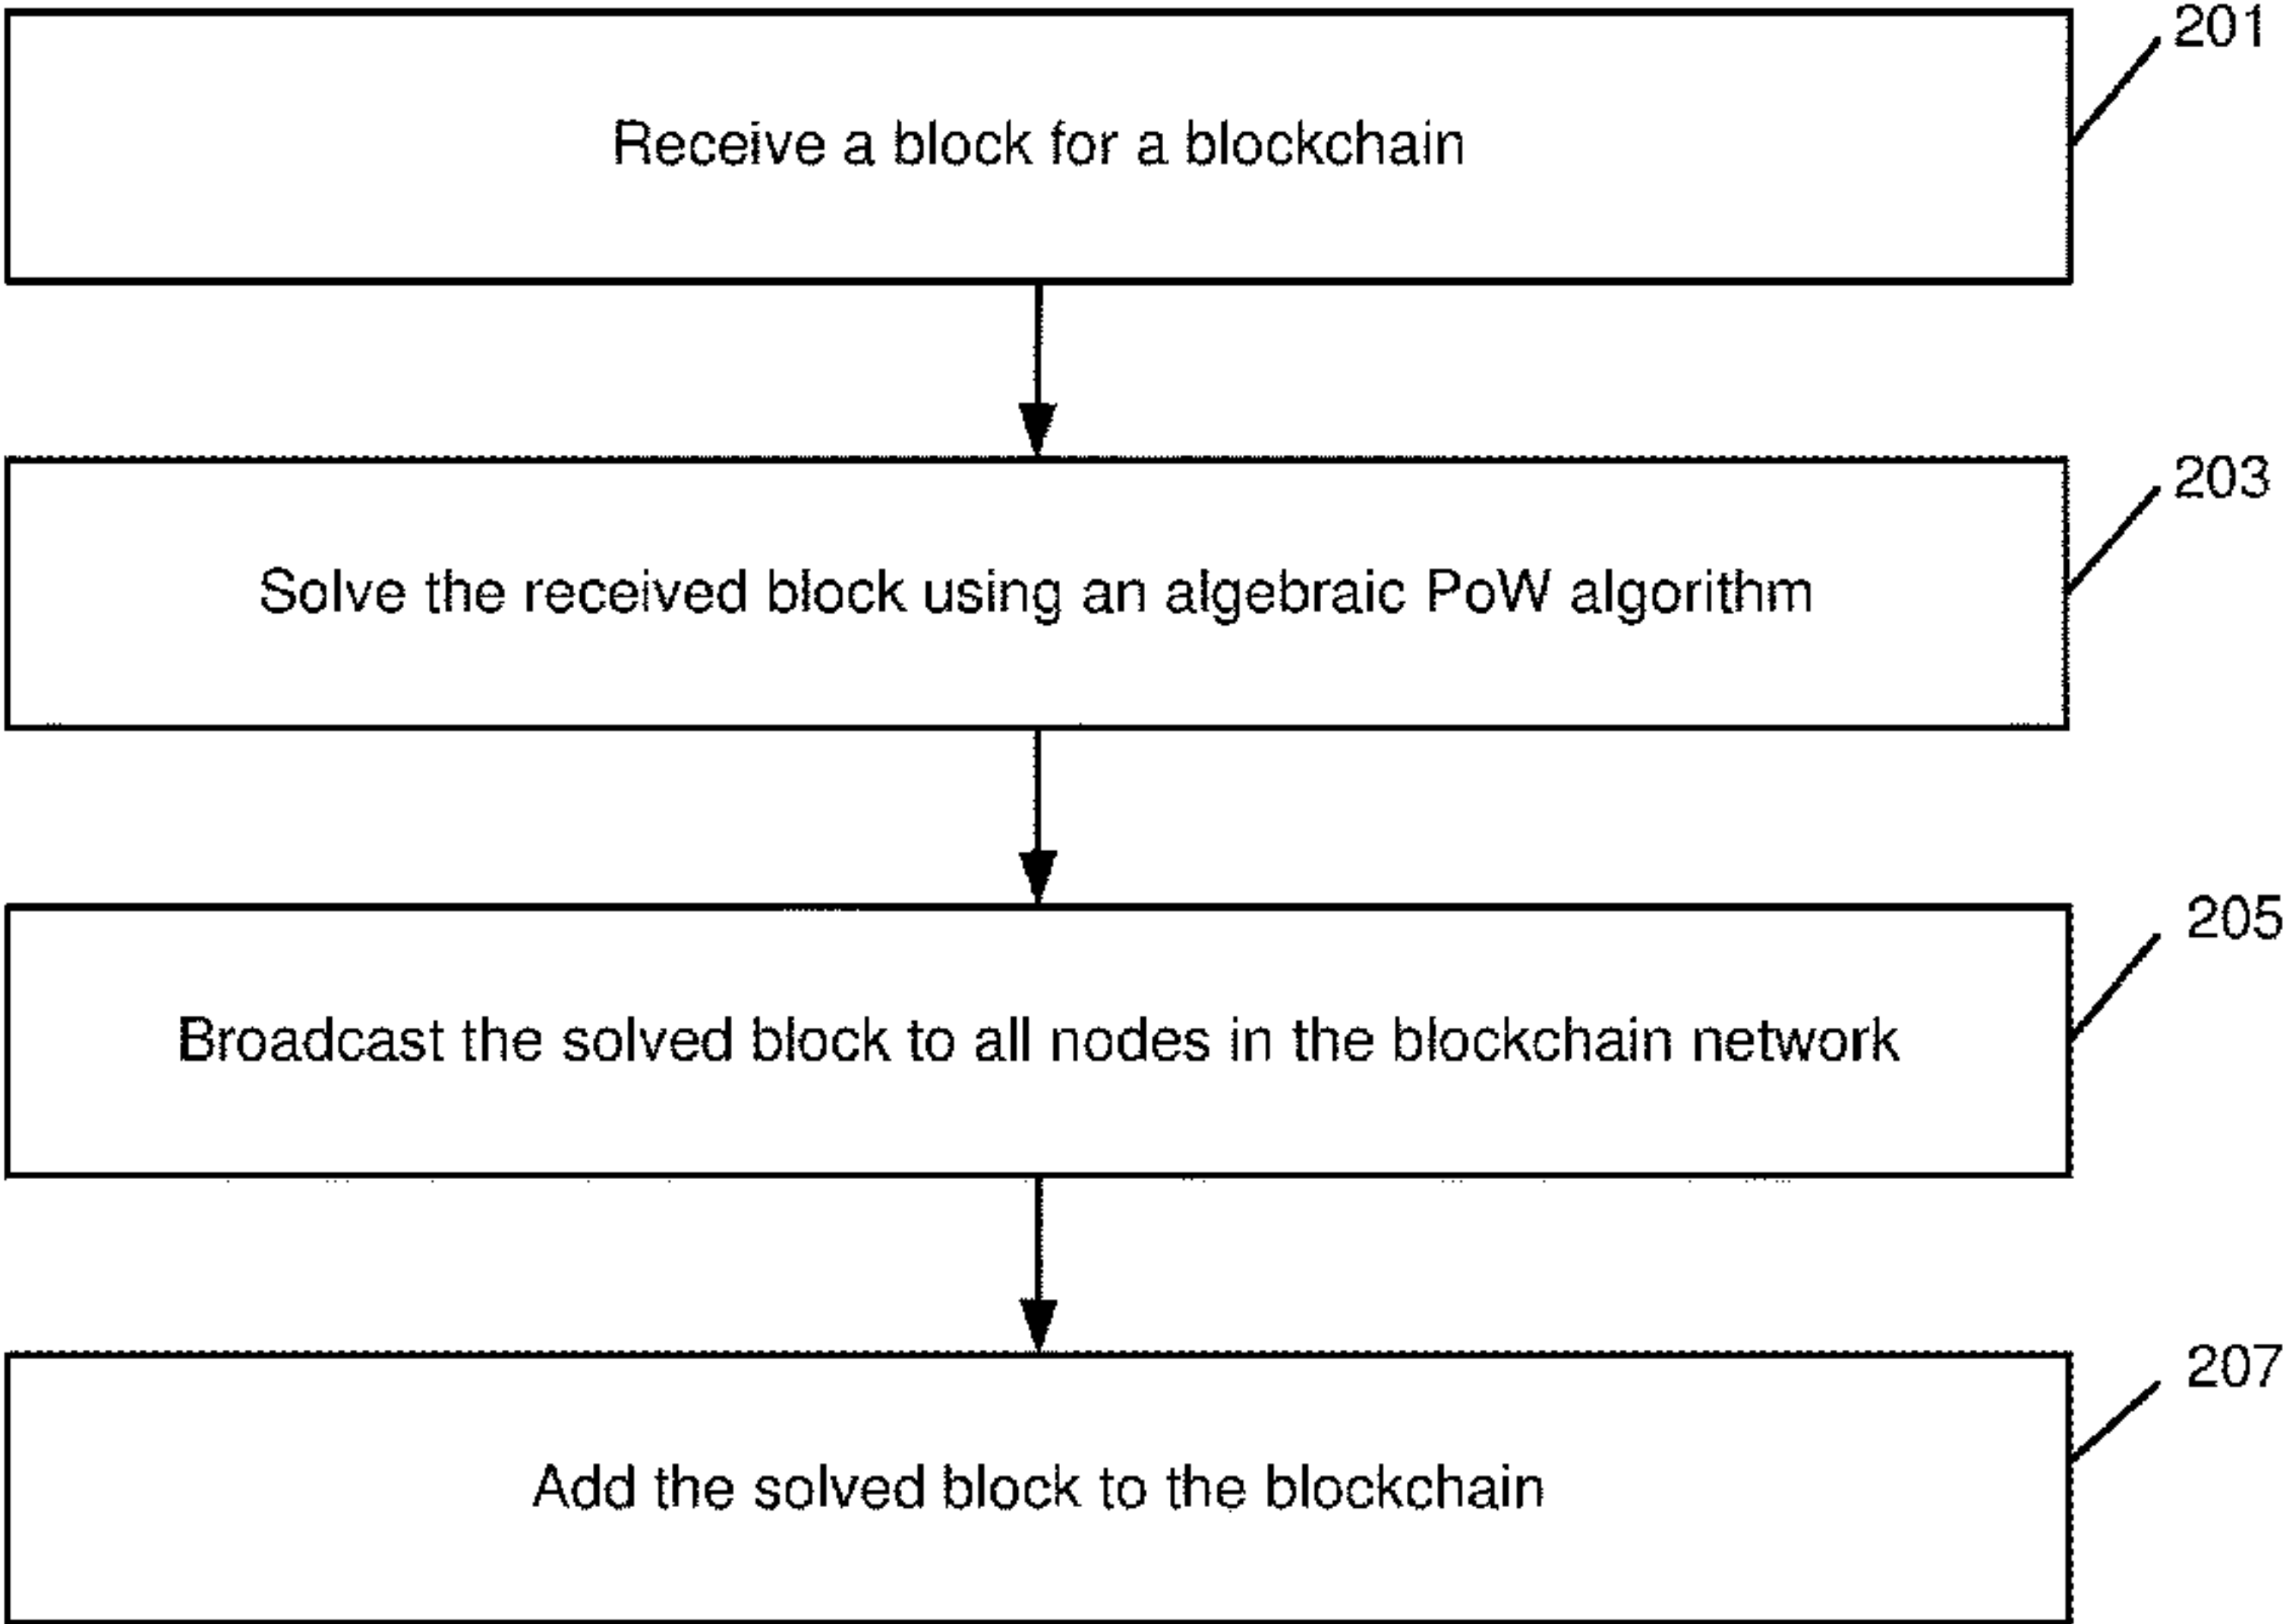 201
Receive a block for a blockchain
203
Solve the received block using an algebraic PoW algorithm
205
Broadcast the solved block to all nodes in the blockchain network
207
Add the solved block to the blockchain